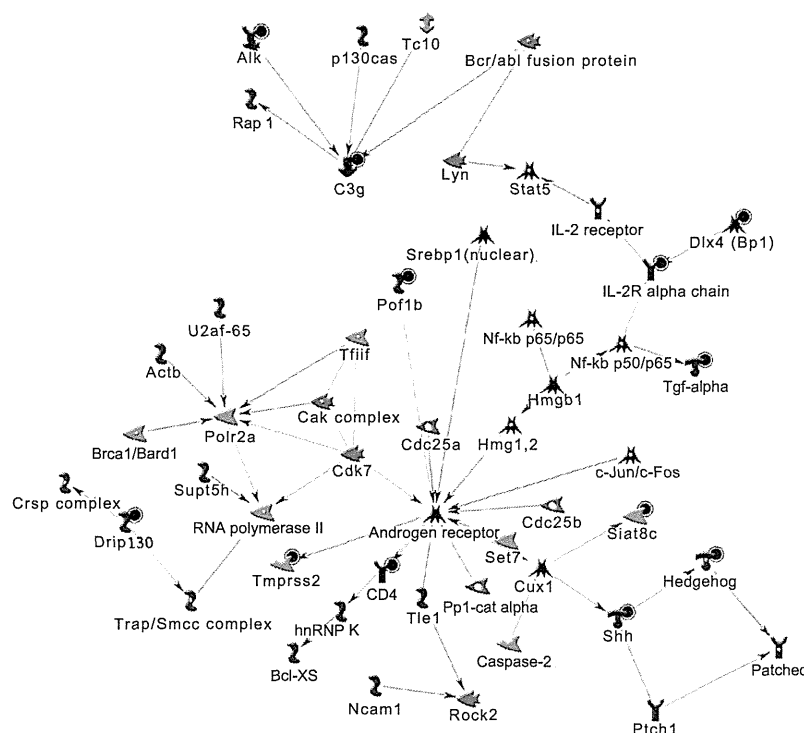 Alk
p130cas
Tc10
Bcr/abl fusion protein
Rap 1
C3g
Lyn
Stat5
IL-2 receptor
Dlx4 (Bp1)
Srebp1(nuclear)
IL-2R alpha chain
Pof1b
U2af-65
Tfiif
Nf-kb p65/p65
Nf-kb p50/p65
Actb
Tgf-alpha
Hmgb1
Cak complex
Brca1/Bard1
Polr2a
Cdc25a
Hmg1,2
Cdk7
c-Jun/c-Fos
Supt5h
Crsp complex
RNA polymerase II
Androgen receptor
Cdc25b
Siat8c
Drip130
Set7
Tmprss2
CD4
Cux1
Hedgehog
Pp1-cat alpha
Trap/Smcc complex
hnRNP K
Tle1
Shh
Caspase-2
Bcl-XS
Patched
Ncam1
Rock2
Ptch1